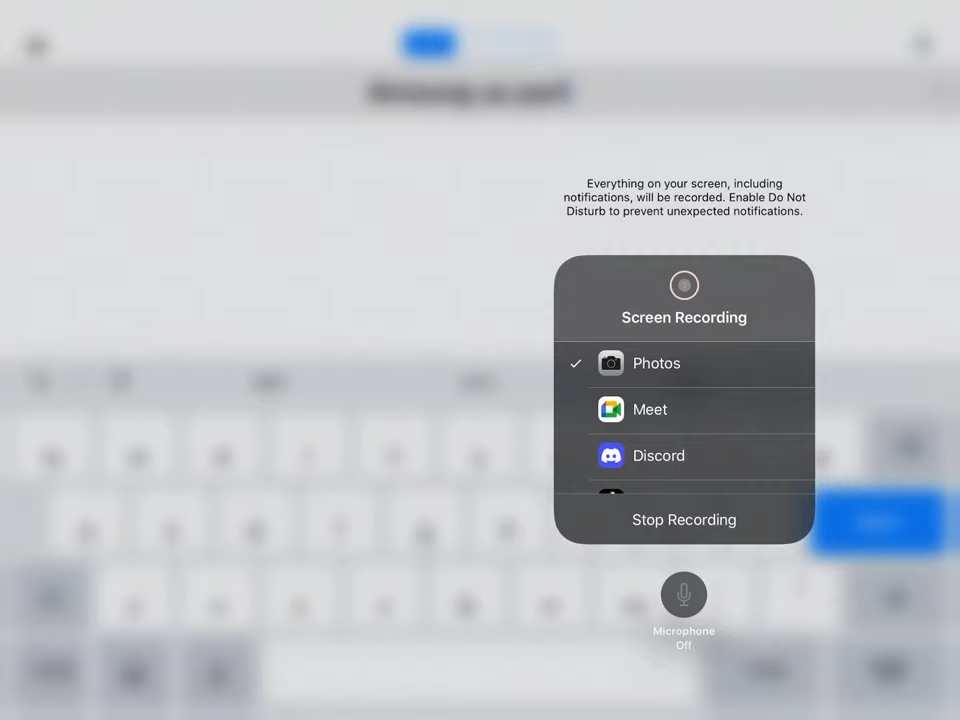 Everything on your screen, including
notifications, will be recorded. Enable Do Not
Disturb to prevent unexpected notifications.
Screen Recording
Photos
Meet
Discord
Stop Recording
Microphone
Off